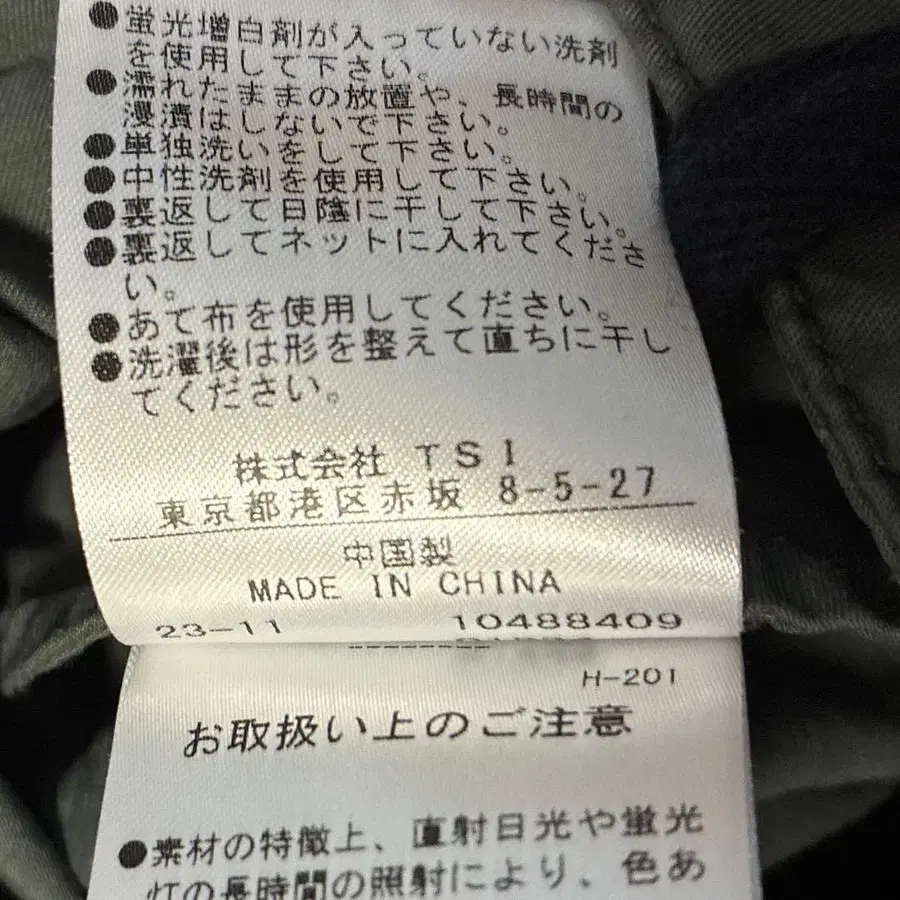 ●蛍光増白剤が入っていない洗剤
を使用して下さい。
●濡れたままの放置や、長時間の
浸漬はしないで下さい。
●単独洗いをして下さい。
●中性洗剤を使用して下さい。
●裏返して日陰に干して下さい。
●裏返してネットに入れてくださ
い。
●あて布を使用してください。
●洗濯後は形を整えて直ちに干し
てください。
株式会社 TSI
東京都港区赤坂 8-5-27
中国製
MADE IN CHINA
23-11 10488409
H-201
お取扱い上のご注意
●素材の特徴上、直射日光や蛍光
灯の長時間の照射により、色あ